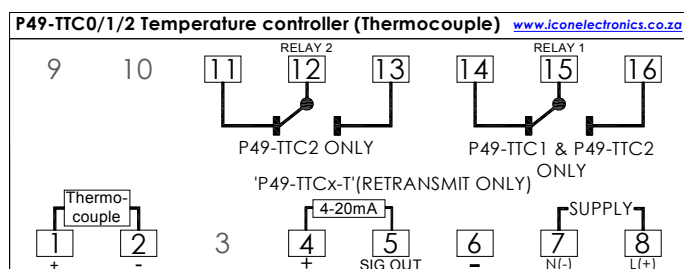 P49-TTC0/1/2 Temperature controller (Thermocouple) www.iconelectronics.co.za
RELAY 2 RELAY 1
9 10 11 12 13 14 15 16
P49-TTC2 ONLY
P49-TTC1 & P49-TTC2
ONLY
'P49-TTCx-T'(RETRANSMIT ONLY)
Thermo-
couple
4-20mA
SUPPLY
1 2 3 4 5 6 7 8
+ - + SIG OUT - N(-) L(+)